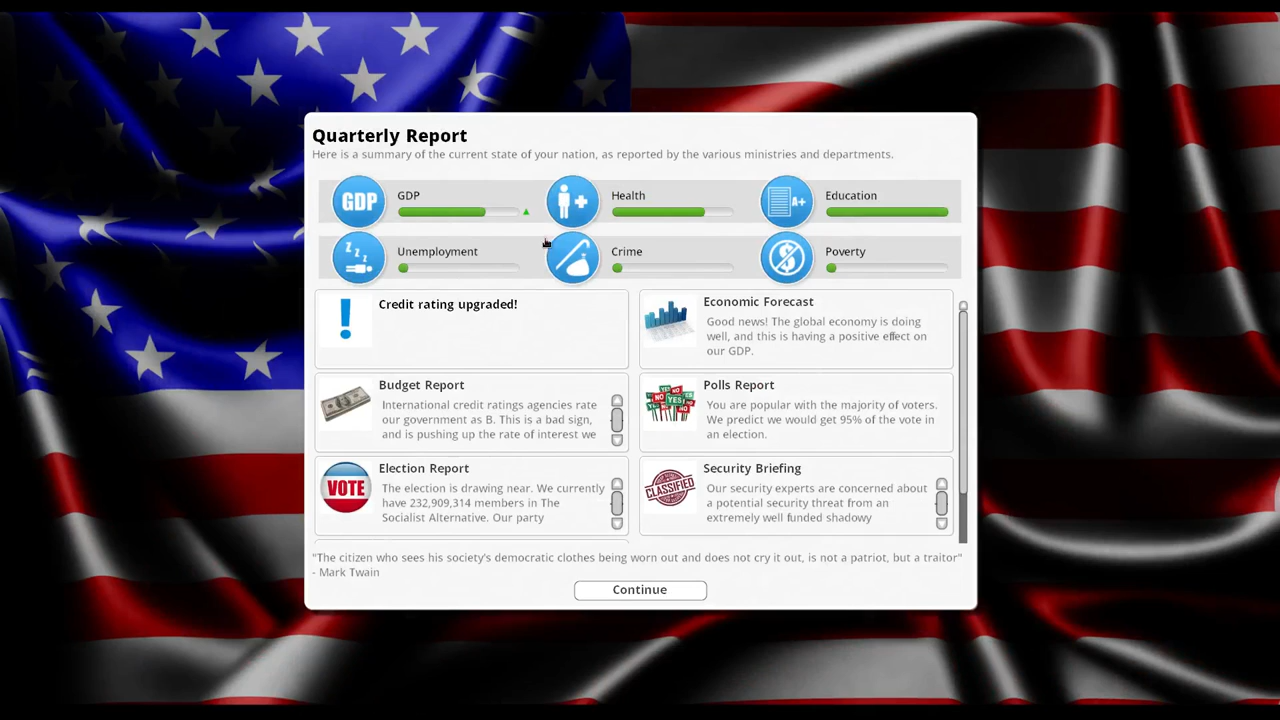 Quarterly Report
Here is a summary of the current state of your nation, as reported by the various ministries and departments.
GDP
GDP
Health
A+
Education
Z Z Z
Unemployment
Crime
$
Poverty
Credit rating upgraded!
Economic Forecast
Good news! The global economy is doing
well, and this is having a positive effect on
our GDP.
Budget Report
International credit ratings agencies rate
our government as B. This is a bad sign,
and is pushing up the rate of interest we
YES
NO
YES
NO
Polls Report
You are popular with the majority of voters.
We predict we would get 95% of the vote in
an election.
VOTE
Election Report
The election is drawing near. We currently
have 232,909,314 members in The
Socialist Alternative. Our party
CLASSIFIED
Security Briefing
Our security experts are concerned about
a potential security threat from an
extremely well funded shadowy
"The citizen who sees his society's democratic clothes being worn out and does not cry it out, is not a patriot, but a traitor"
- Mark Twain
Continue